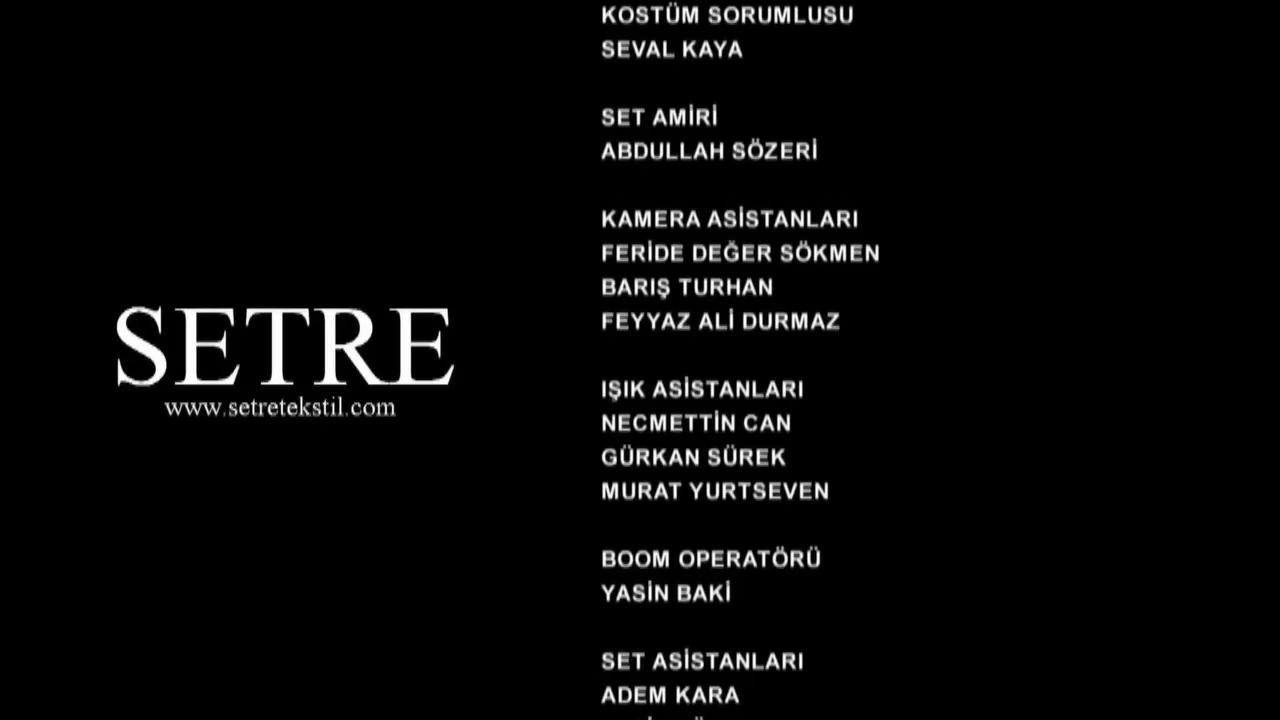 SETRE
www.setretekstil.com
KOSTÜM SORUMLUSU
SEVAL KAYA
SET AMİRİ
ABDULLAH SÖZERİ
KAMERA ASİSTANLARI
FERİDE DEĞER SÖKMEN
BARIŞ TURHAN
FEYYAZ ALİ DURMAZ
IŞIK ASİSTANLARI
NECMETTİN CAN
GÜRKAN SÜREK
MURAT YURTSEVEN
BOOM OPERATÖRÜ
YASİN BAKİ
SET ASİSTANLARI
ADEM KARA